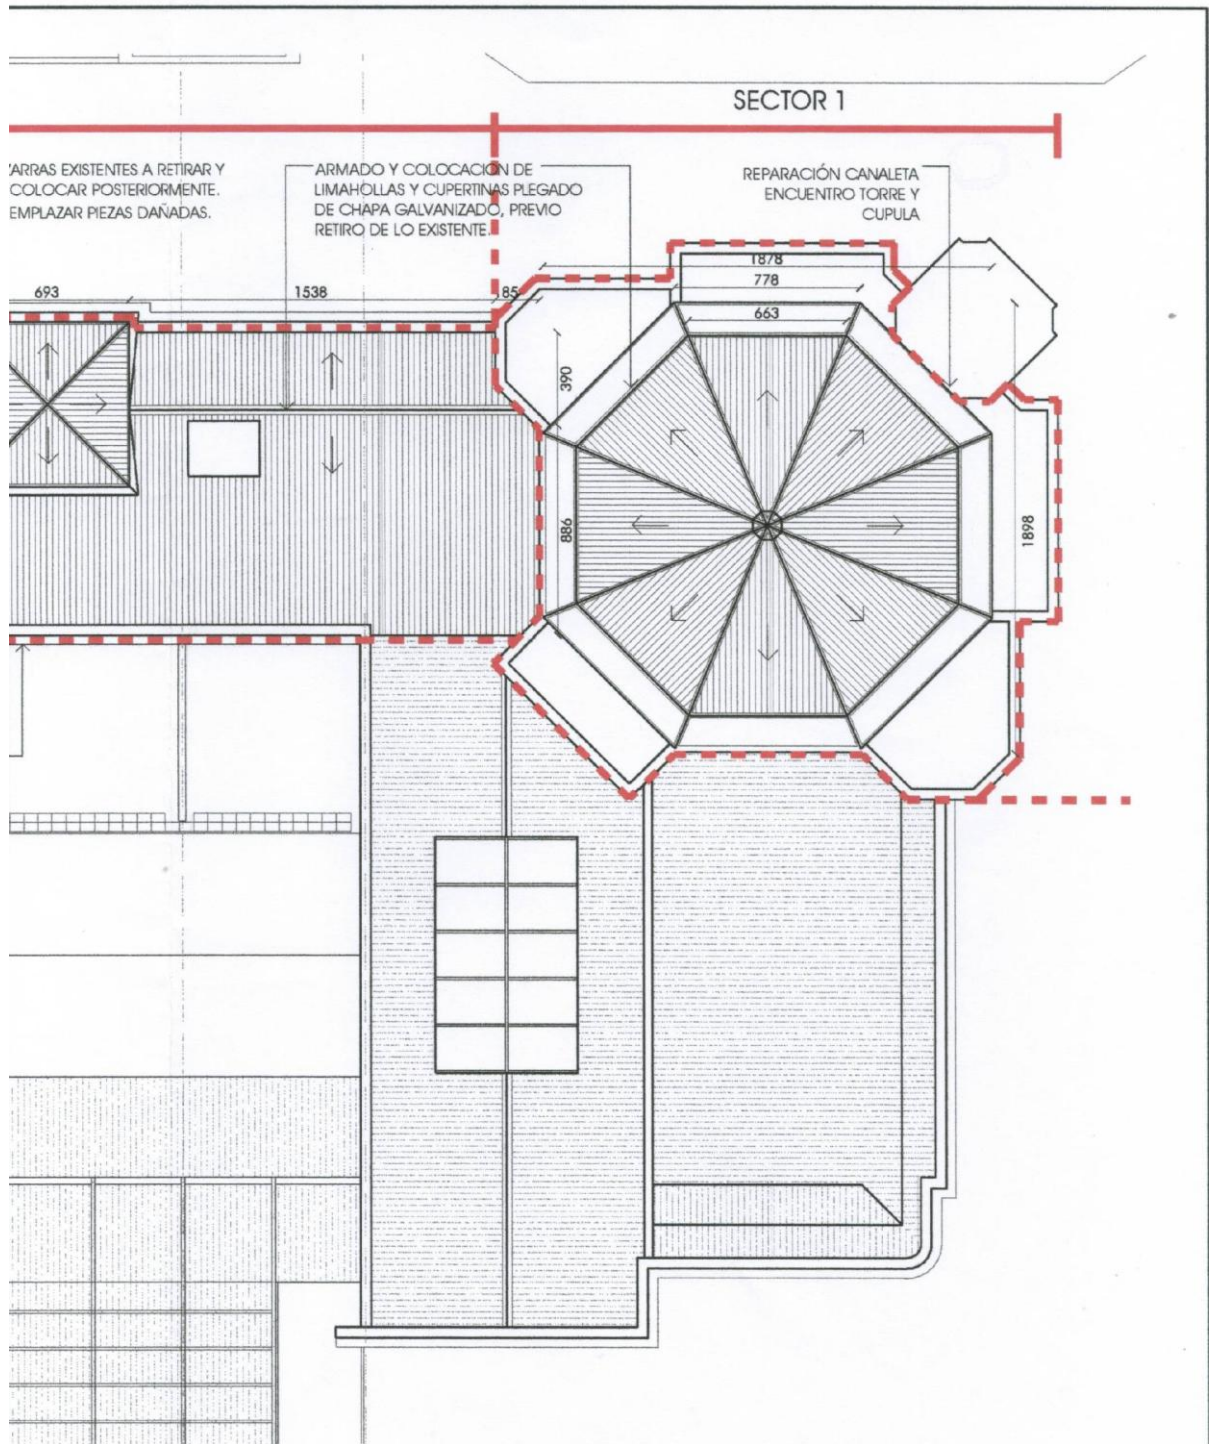 SECTOR 1
'ARRAS EXISTENTES A RETIRAR Y
COLOCAR POSTERIORMENTE.
EMPLAZAR PIEZAS DAÑADAS.
ARMADO Y COLOCACIÓN DE
LIMAHOLLAS Y CUPERTINAS PLEGADO
DE CHAPA GALVANIZADO, PREVIO
RETIRO DE LO EXISTENTE.
REPARACIÓN CANALETA
ENCUENTRO TORRE Y
CUPULA
1878
778
693
1538
85
663
390
886
1898